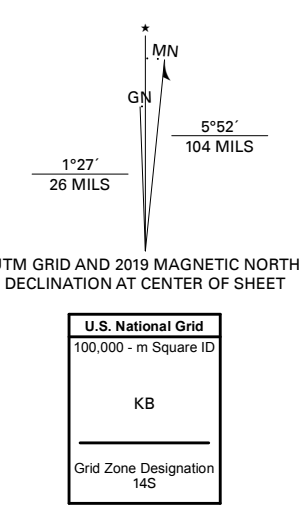 ★
MN
GN
5°52´
104 MILS
1°27´
26 MILS
UTM GRID AND 2019 MAGNETIC NORTH
DECLINATION AT CENTER OF SHEET
U.S. National Grid
100,000 - m Square ID
KB
Grid Zone Designation
14S